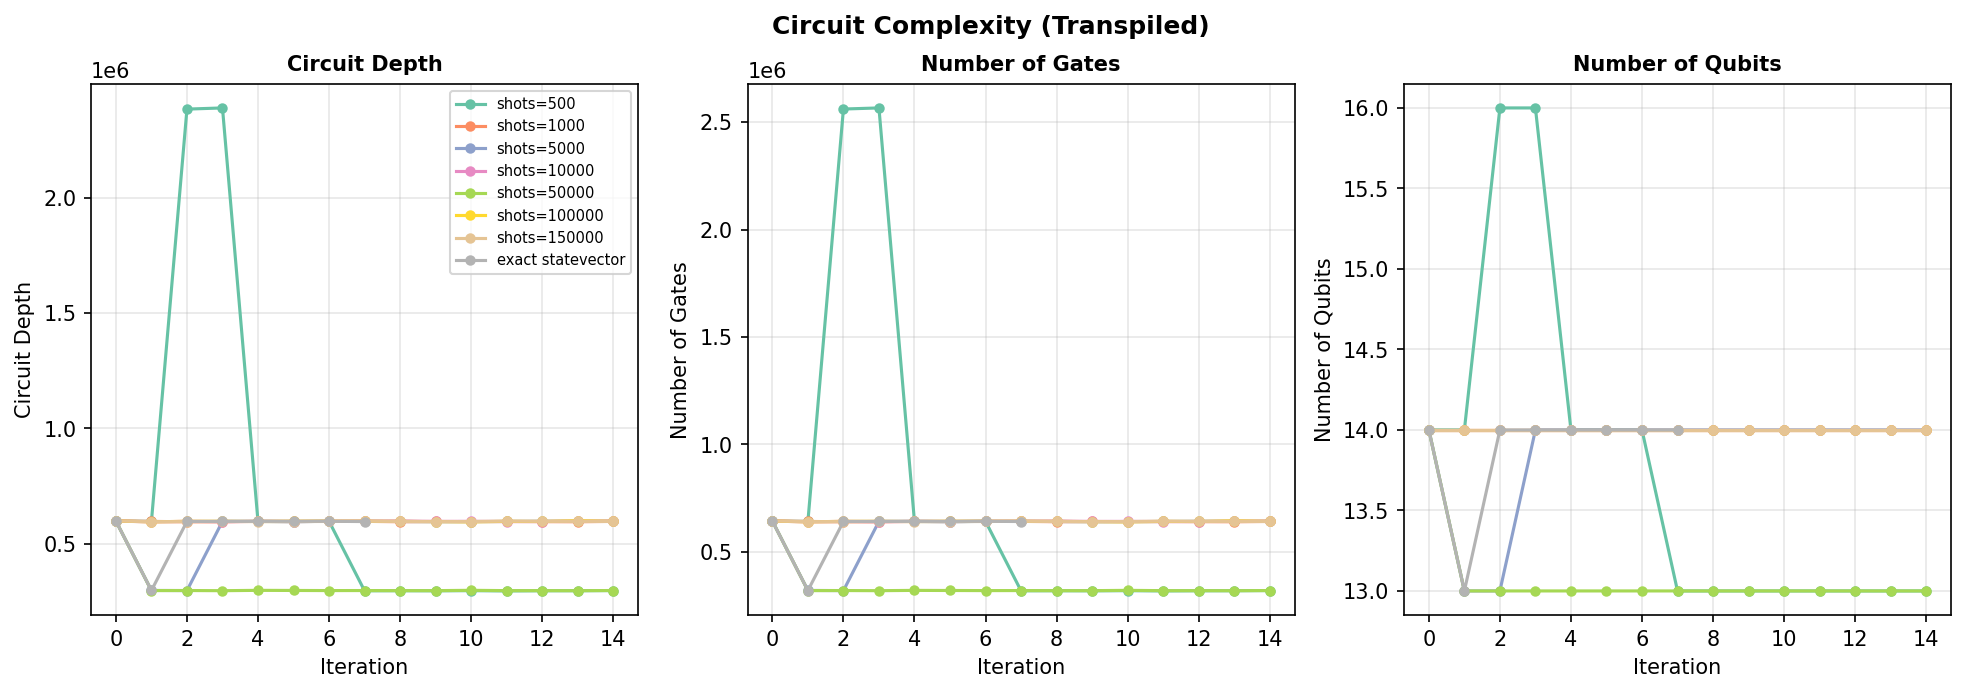 Circuit Complexity (Transpiled)
Circuit Depth
1e6
2.0
1.5
1.0
0.5
Circuit Depth
0 2 4 6 8 10 12 14
Iteration
shots=500
shots=1000
shots=5000
shots=10000
shots=50000
shots=100000
shots=150000
exact statevector
Number of Gates
1e6
2.5
2.0
1.5
1.0
0.5
Number of Gates
0 2 4 6 8 10 12 14
Iteration
Number of Qubits
16.0
15.5
15.0
14.5
14.0
13.5
13.0
Number of Qubits
0 2 4 6 8 10 12 14
Iteration